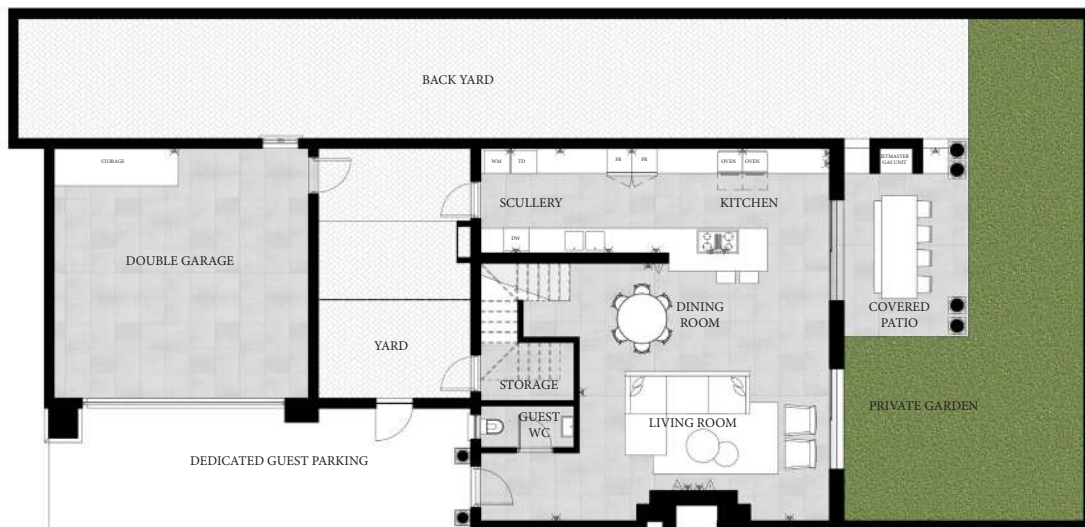 BACK YARD
STORAGE
WM
TD
FR
FR
OVEN
OVEN
JETMASTER
GAS UNIT
SCULLERY
KITCHEN
DOUBLE GARAGE
DW
DINING
ROOM
COVERED
PATIO
YARD
STORAGE
GUEST
WC
LIVING ROOM
PRIVATE GARDEN
DEDICATED GUEST PARKING